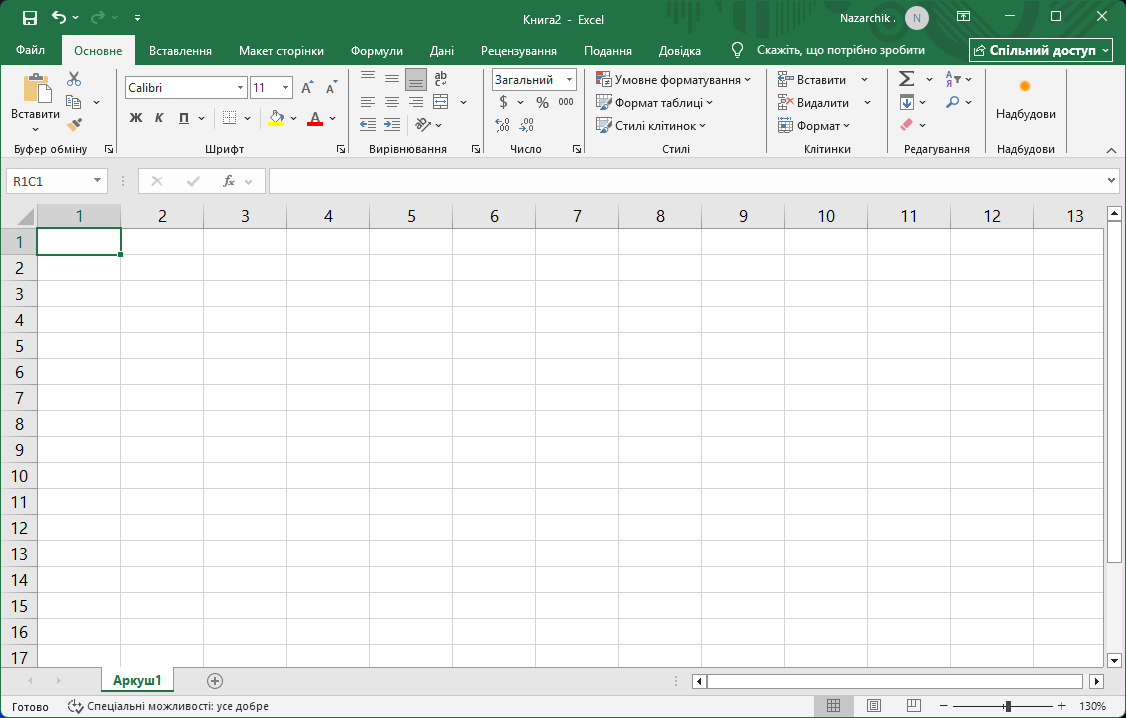 Книга2 - Excel
Nazarchik .
N
Файл Основне Вставлення Макет сторінки Формули Дані Рецензування Подання Довідка Скажіть, що потрібно зробити Спільний доступ
Вставити
Calibri 11
ab
Загальний
Умовне форматування
Вставити
Σ
Надбудови
$ % 000
Формат таблиці
Видалити
Ж К П А
Стилі клітинок
Формат
Буфер обміну Шрифт Вирівнювання Число Стилі Клітинки Редагування Надбудови
R1C1 fx
1 2 3 4 5 6 7 8 9 10 11 12 13
1
2
3
4
5
6
7
8
9
10
11
12
13
14
15
16
17
Аркуш1
Готово Спеціальні можливості: усе добре 130%